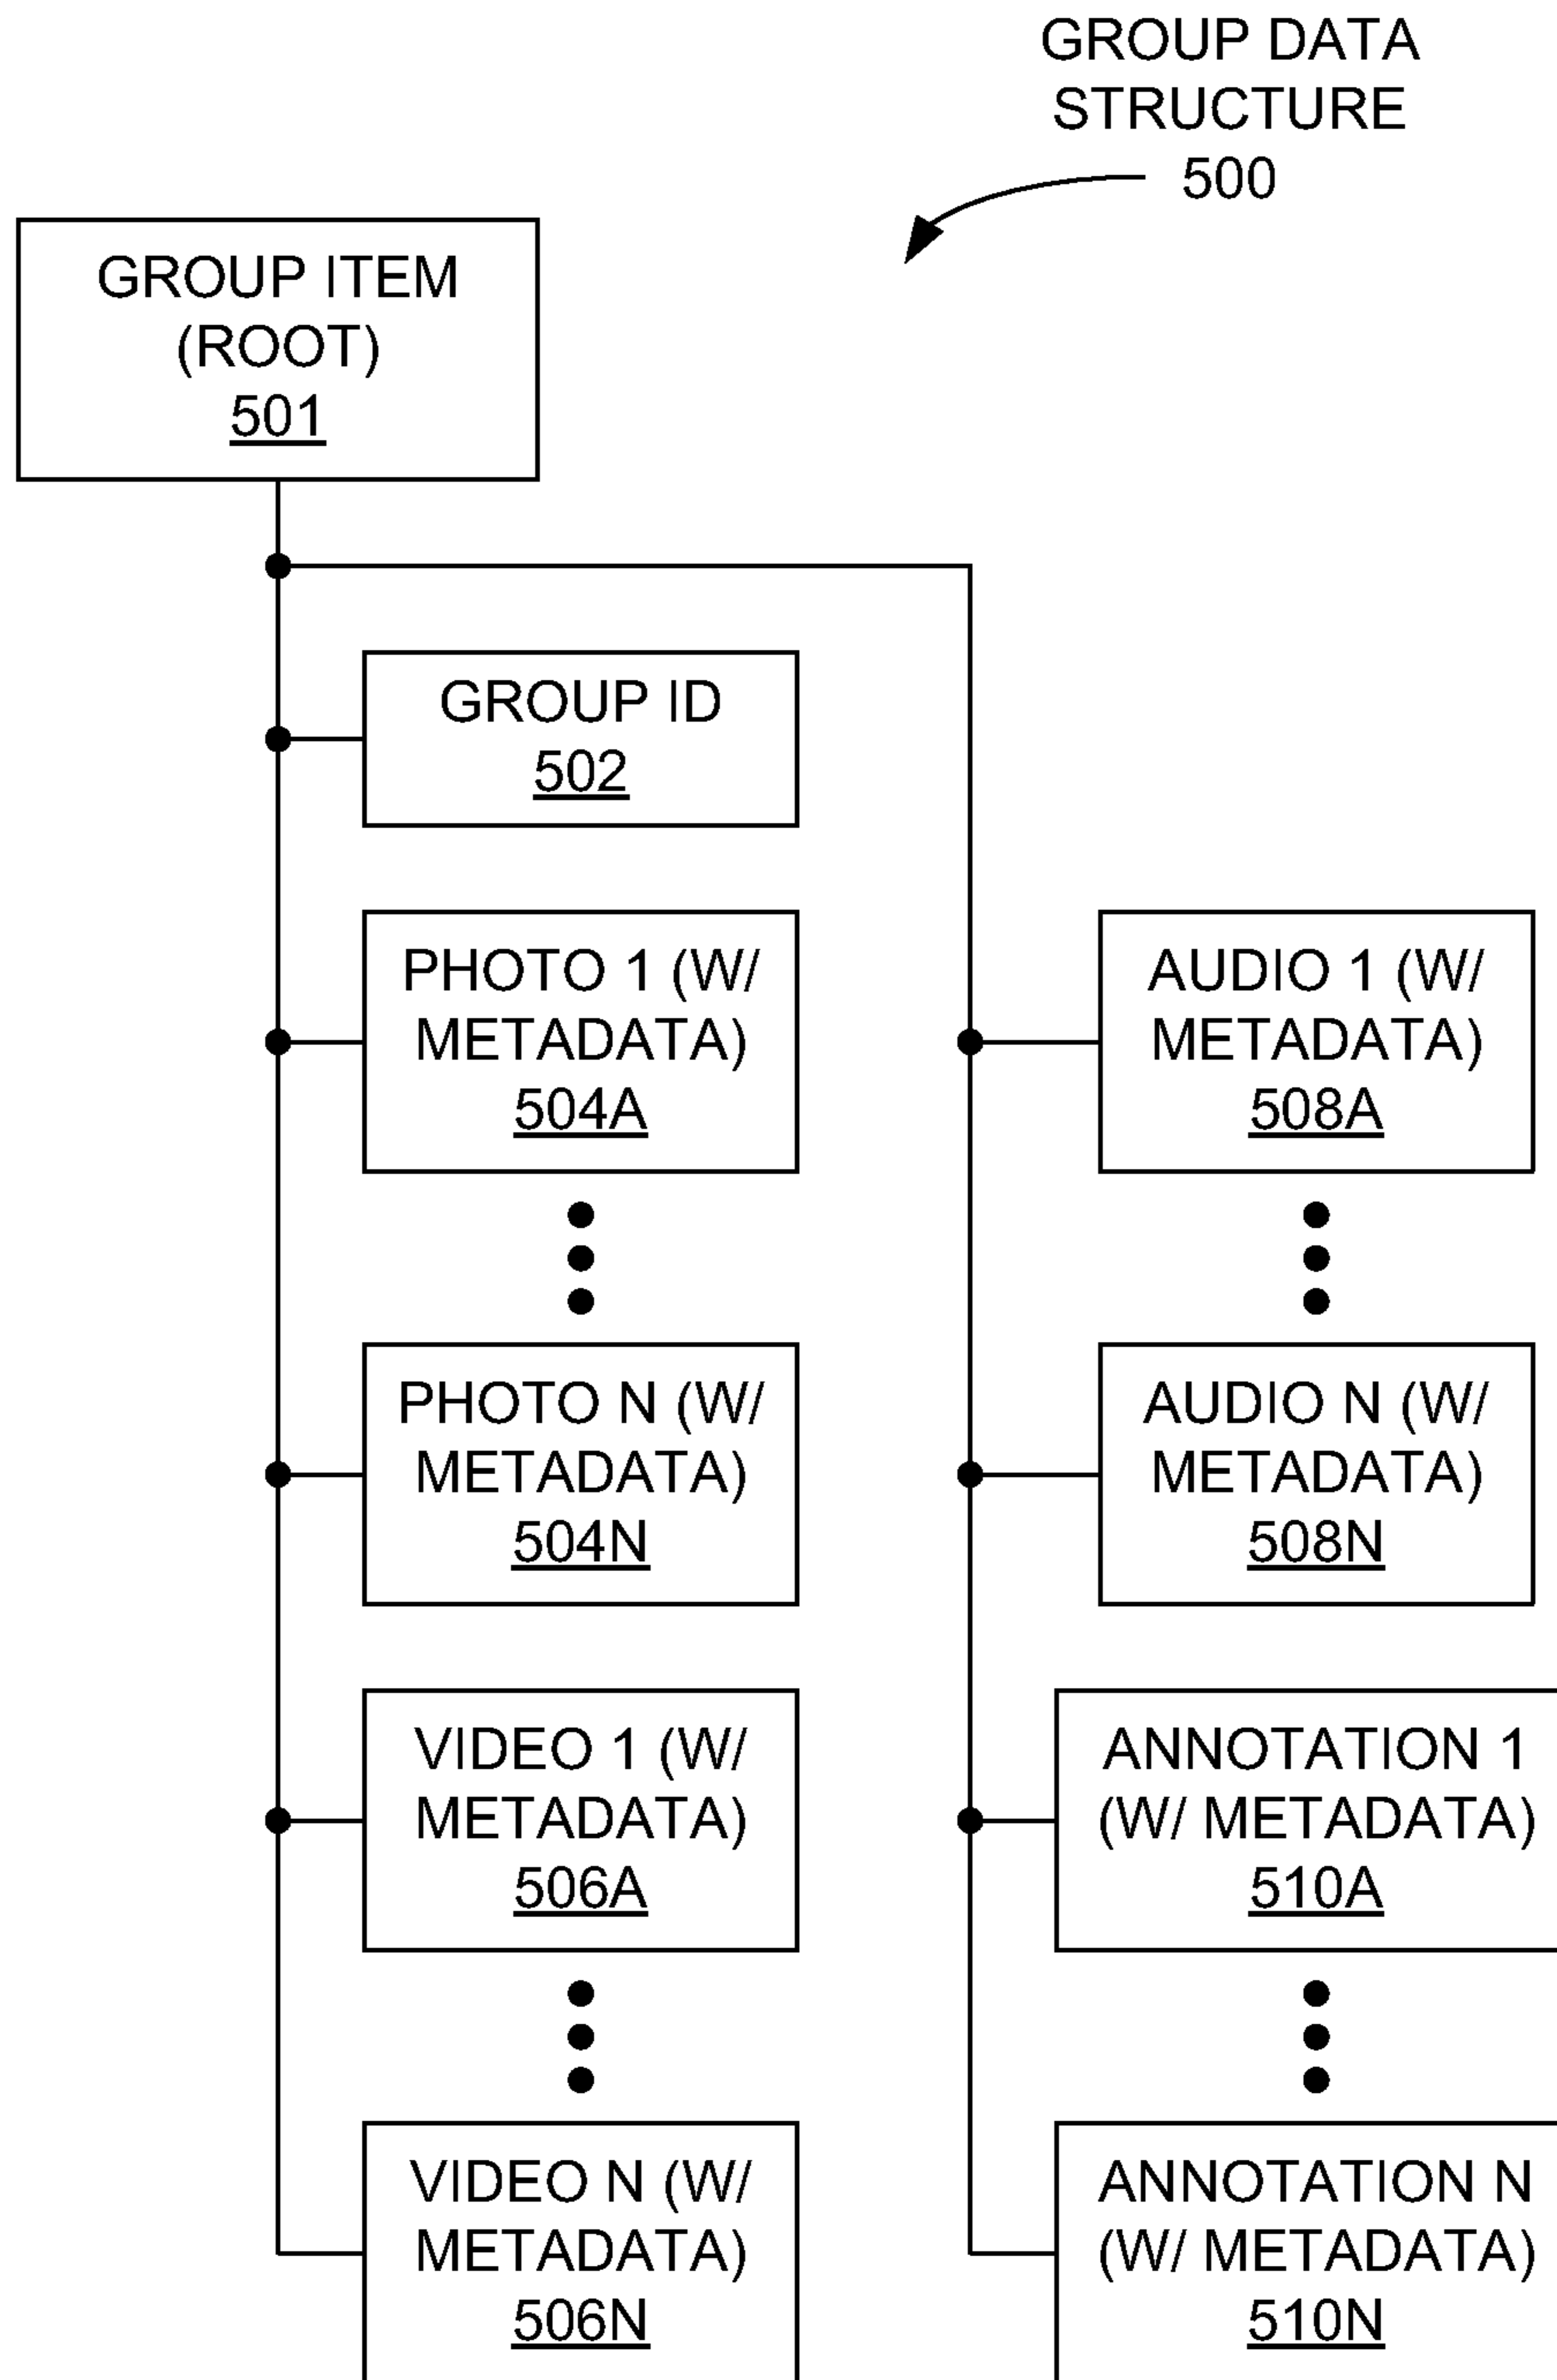 GROUP DATA
STRUCTURE
500
GROUP ITEM
(ROOT)
501
GROUP ID
502
PHOTO 1 (W/
METADATA)
504A
PHOTO N (W/
METADATA)
504N
VIDEO 1 (W/
METADATA)
506A
VIDEO N (W/
METADATA)
506N
AUDIO 1 (W/
METADATA)
508A
AUDIO N (W/
METADATA)
508N
ANNOTATION 1
(W/ METADATA)
510A
ANNOTATION N
(W/ METADATA)
510N